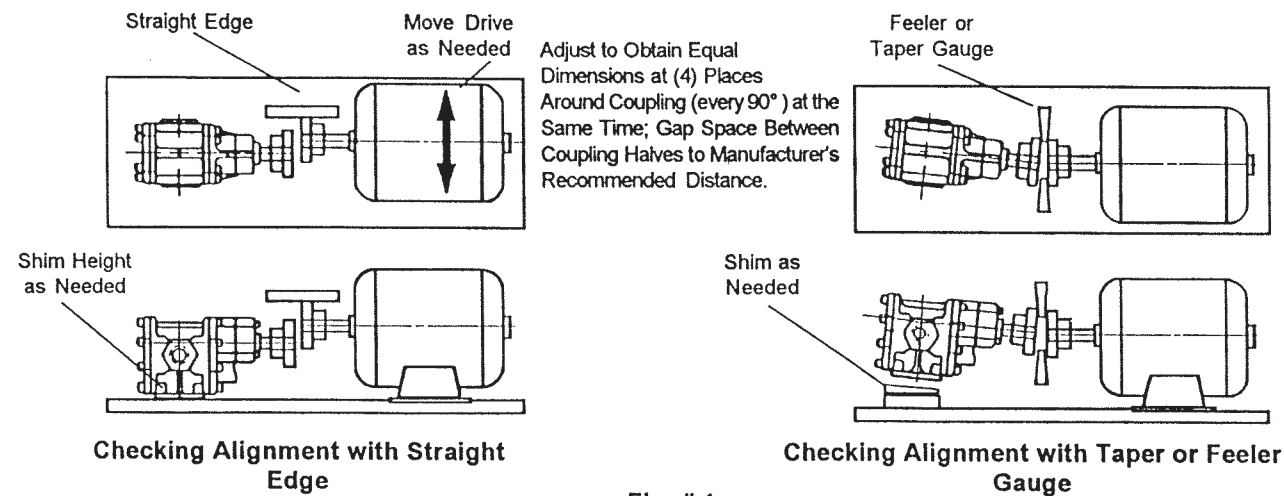 Straight Edge
Move Drive
as Needed
Adjust to Obtain Equal
Dimensions at (4) Places
Around Coupling (every 90° ) at the
Same Time; Gap Space Between
Coupling Halves to Manufacturer's
Recommended Distance.
Feeler or
Taper Gauge
Shim Height
as Needed
Shim as
Needed
Checking Alignment with Straight
Edge
Checking Alignment with Taper or Feeler
Gauge